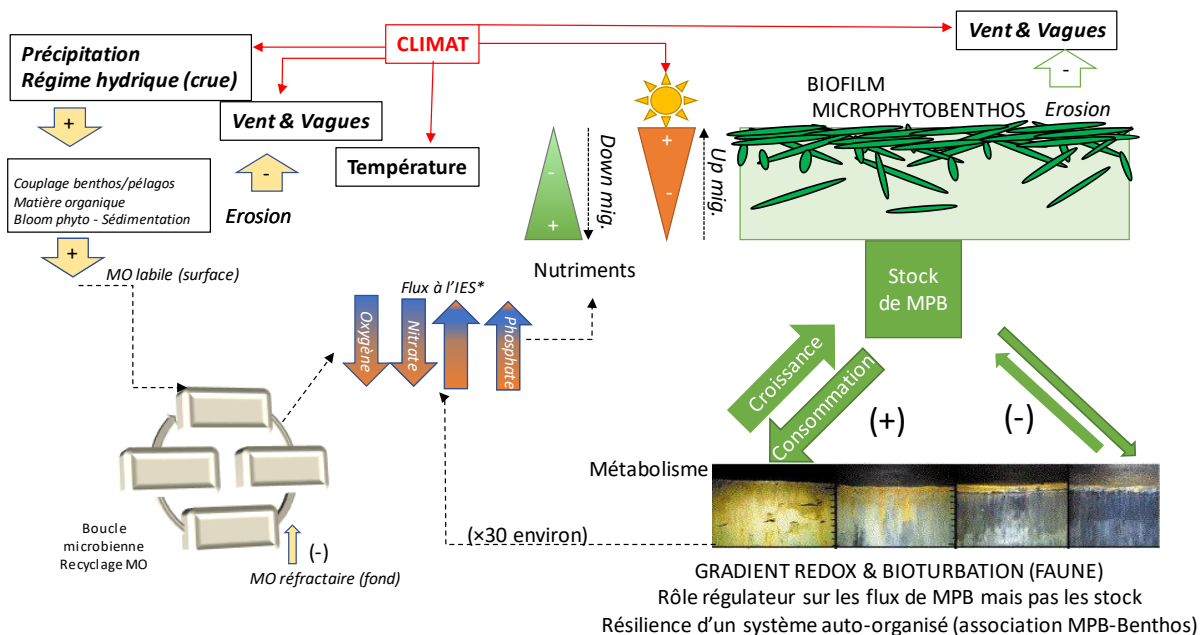 CLIMAT
Précipitation
Régime hydrique (crue)
Vent & Vagues
Température
Vent & Vagues
+
-
Erosion
-
Erosion
Couplage benthos/pélagos
Matière organique
Bloom phyto - Sédimentation
+
MO labile (surface)
Boucle
microbienne
Recyclage MO
(-)
MO réfractaire (fond)
Flux à l’IES*
Oxygène
Nitrate
Phosphate
-
+
Down mig.
Nutriments
+
-
Up mig.
BIOFILM
MICROPHYTOBENTHOS
Stock
de MPB
Croissance
Consommation
(+)
(-)
Métabolisme
(×30 environ)
GRADIENT REDOX & BIOTURBATION (FAUNE)
Rôle régulateur sur les flux de MPB mais pas les stock
Résilience d’un système auto-organisé (association MPB-Benthos)